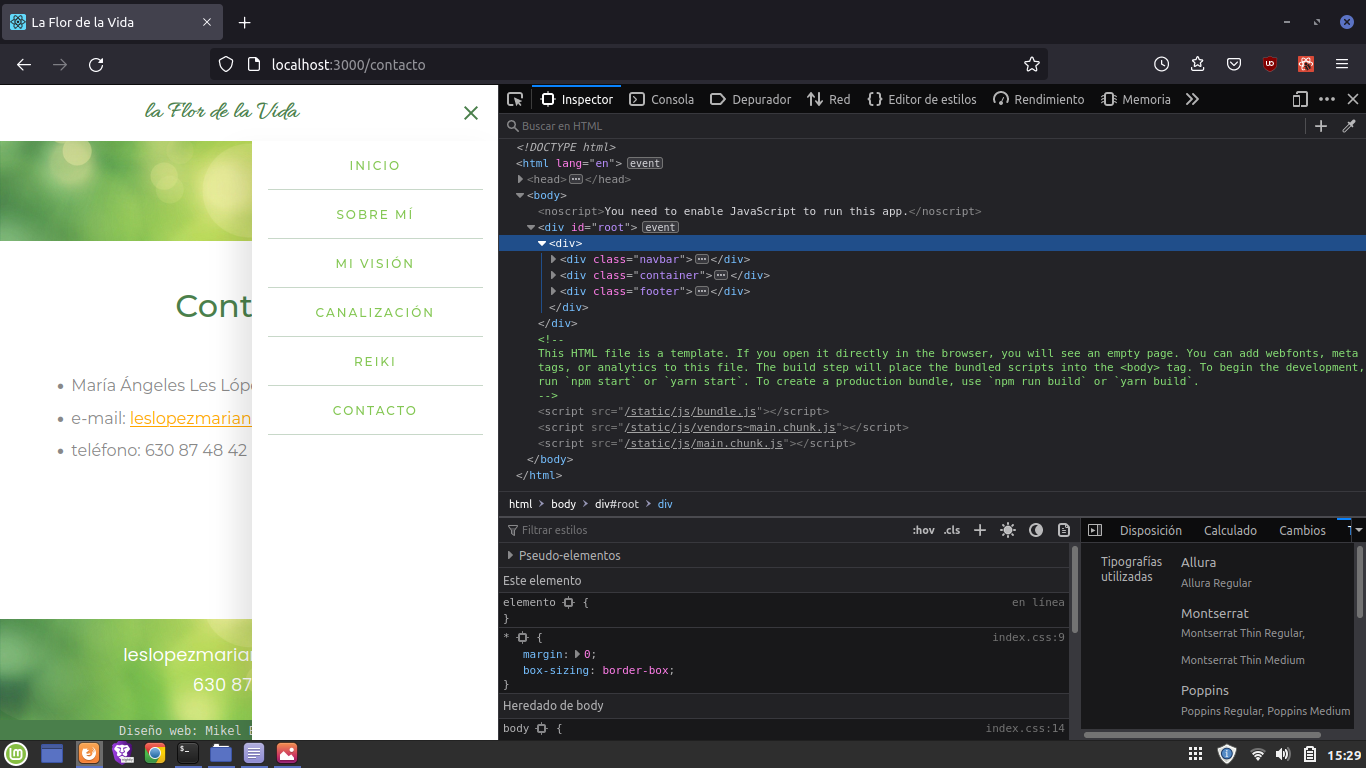 La Flor de la Vida
localhost:3000/contacto
la Flor de la Vida
INICIO
SOBRE MÍ
MI VISIÓN
CANALIZACIÓN
REIKI
CONTACTO
Cont
María Ángeles Les Lópe
e-mail: leslopezmarian
teléfono: 630 87 48 42
leslopezmarian
630 87
Diseño web: Mikel
Inspector
Consola
Depurador
Red
Editor de estilos
Rendimiento
Memoria
Buscar en HTML
<!DOCTYPE html>
<html lang="en"> event
<head> ··· </head>
<body>
<noscript>You need to enable JavaScript to run this app.</noscript>
<div id="root"> event
<div>
<div class="navbar"> ··· </div>
<div class="container"> ··· </div>
<div class="footer"> ··· </div>
</div>
</div>
<!--
This HTML file is a template. If you open it directly in the browser, you will see an empty page. You can add webfonts, meta
tags, or analytics to this file. The build step will place the bundled scripts into the <body> tag. To begin the development,
run `npm start` or `yarn start`. To create a production bundle, use `npm run build` or `yarn build`.
-->
<script src="/static/js/bundle.js"></script>
<script src="/static/js/vendors~main.chunk.js"></script>
<script src="/static/js/main.chunk.js"></script>
</body>
</html>
html > body > div#root > div
Filtrar estilos
:hov .cls
Pseudo-elementos
Este elemento
elemento {
en línea
}
* {
index.css:9
margin: 0;
box-sizing: border-box;
}
Heredado de body
body {
index.css:14
Disposición
Calculado
Cambios
Tipografías
utilizadas
Allura
Allura Regular
Montserrat
Montserrat Thin Regular,
Montserrat Thin Medium
Poppins
Poppins Regular, Poppins Medium
15:29